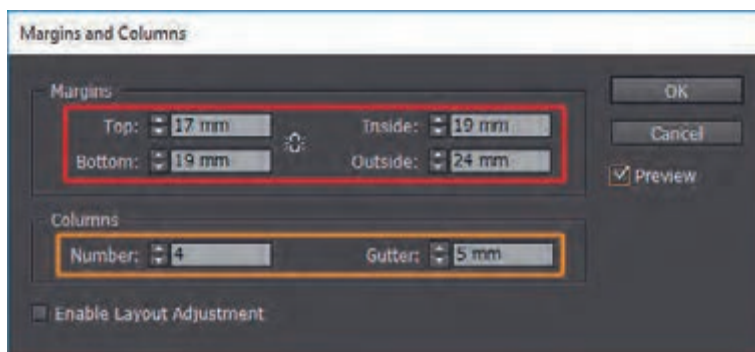 Margins and Columns
Margins
Top: 17 mm Inside: 19 mm
Bottom: 19 mm Outside: 24 mm
OK
Cancel
Preview
Columns
Number: 4 Gutter: 5 mm
Enable Layout Adjustment